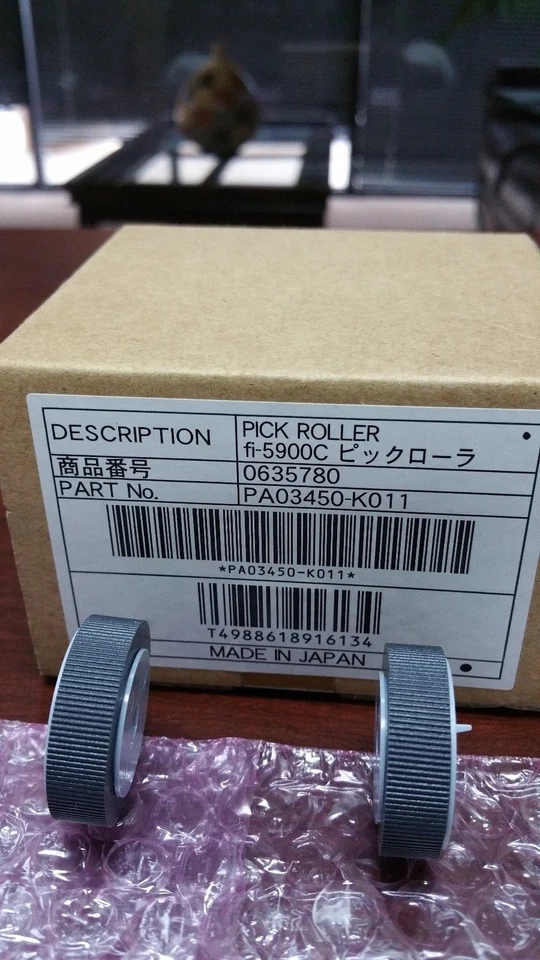 DESCRIPTION
PICK ROLLER
fi-5900C ピックローラ
商品番号 0635780
PART No. PA03450-K011
*PA03450-K011*
T4988618916134
MADE IN JAPAN